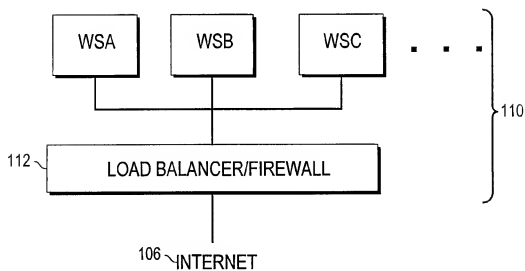 WSA WSB WSC . . .
110
112 LOAD BALANCER/FIREWALL
106 INTERNET